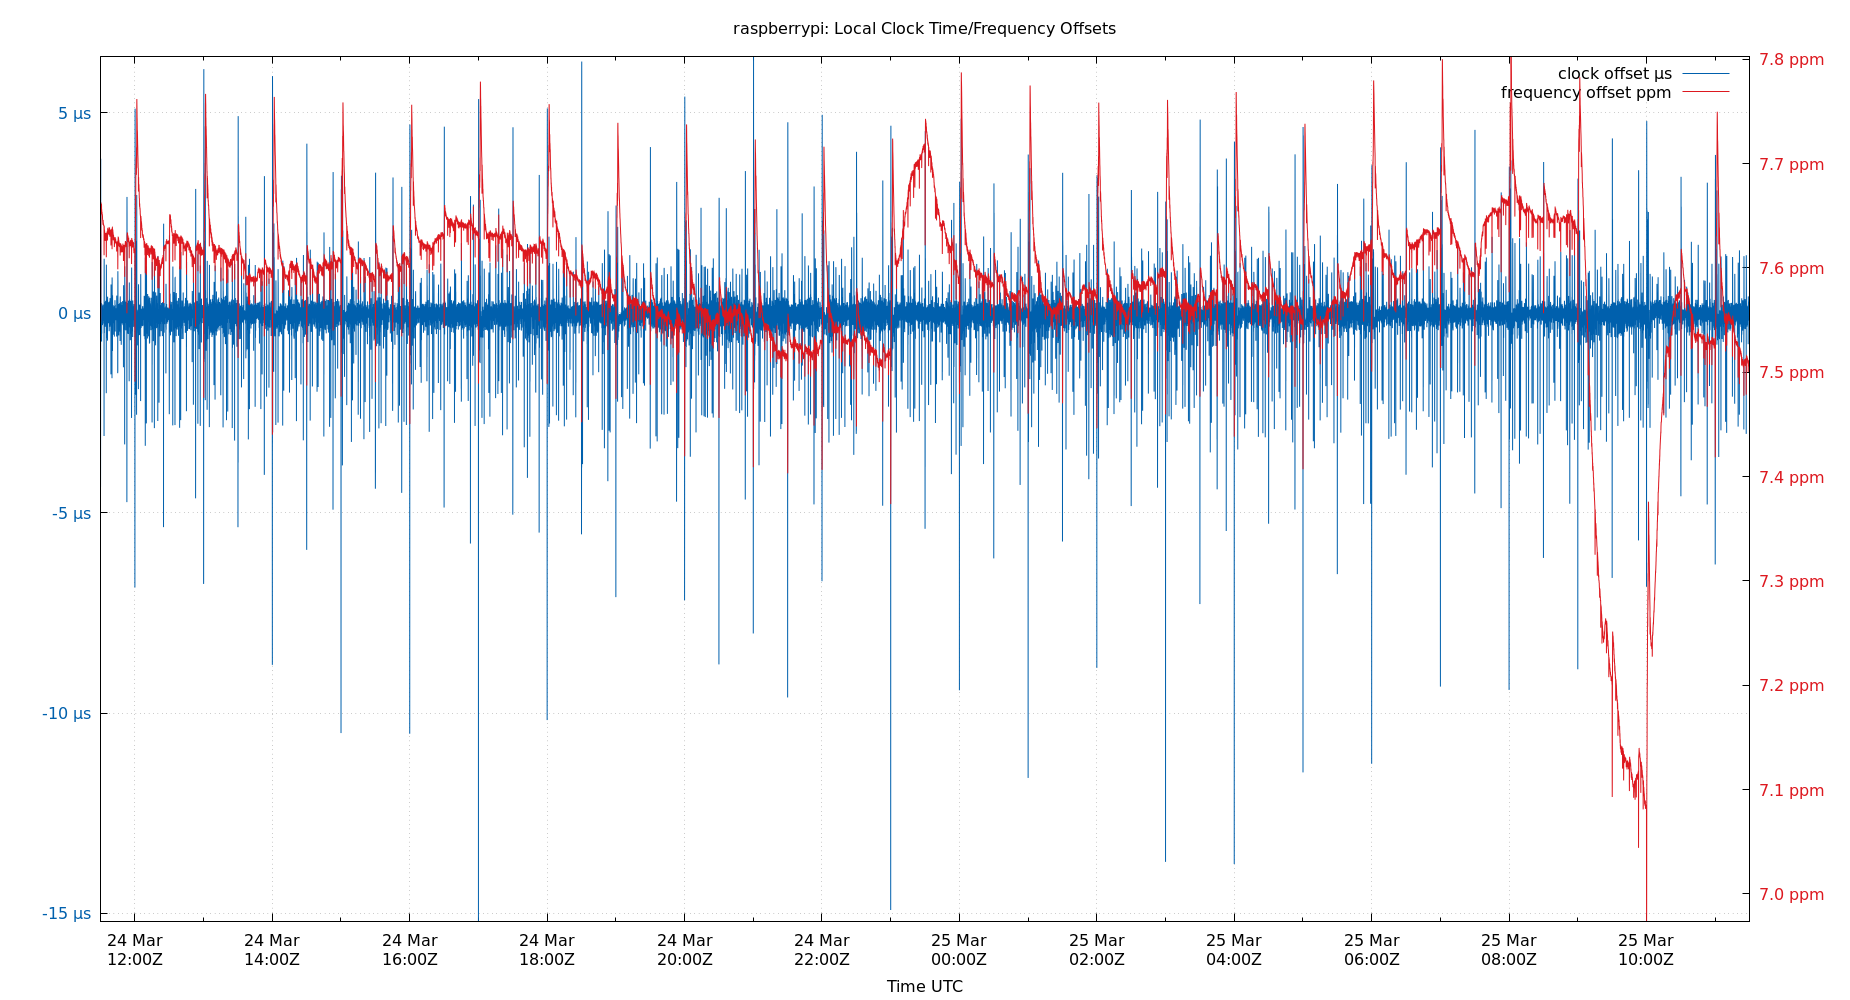 raspberrypi: Local Clock Time/Frequency Offsets
clock offset µs
frequency offset ppm
5 µs
0 µs
-5 µs
-10 µs
-15 µs
7.8 ppm
7.7 ppm
7.6 ppm
7.5 ppm
7.4 ppm
7.3 ppm
7.2 ppm
7.1 ppm
7.0 ppm
24 Mar
12:00Z
24 Mar
14:00Z
24 Mar
16:00Z
24 Mar
18:00Z
24 Mar
20:00Z
24 Mar
22:00Z
25 Mar
00:00Z
25 Mar
02:00Z
25 Mar
04:00Z
25 Mar
06:00Z
25 Mar
08:00Z
25 Mar
10:00Z
Time UTC